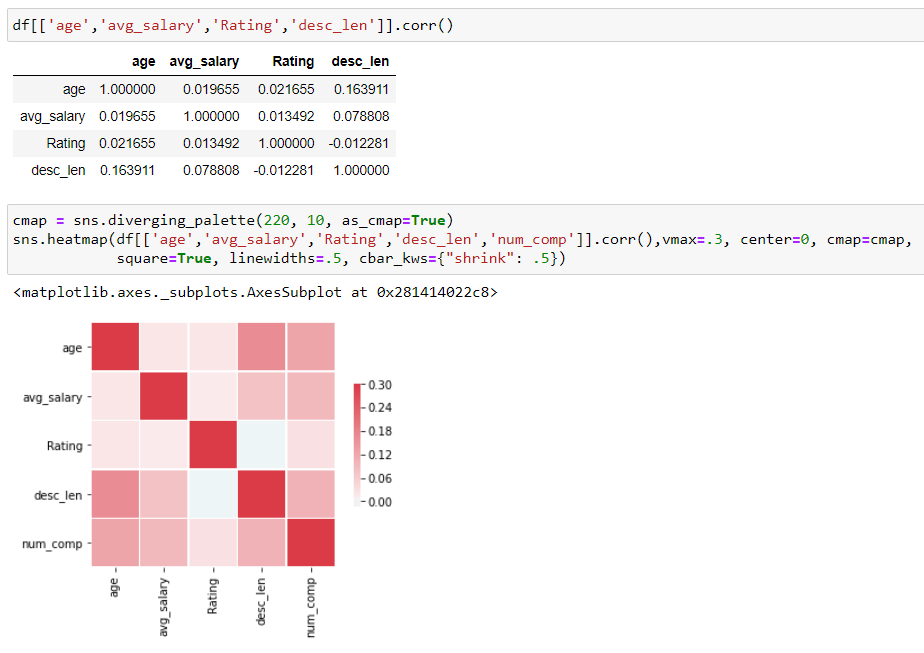 df[['age','avg_salary','Rating','desc_len']].corr()
age avg_salary Rating desc_len
age 1.000000 0.019655 0.021655 0.163911
avg_salary 0.019655 1.000000 0.013492 0.078808
Rating 0.021655 0.013492 1.000000 -0.012281
desc_len 0.163911 0.078808 -0.012281 1.000000
cmap = sns.diverging_palette(220, 10, as_cmap=True)
sns.heatmap(df[['age','avg_salary','Rating','desc_len','num_comp']].corr(),vmax=.3, center=0, cmap=cmap,
square=True, linewidths=.5, cbar_kws={"shrink": .5})
<matplotlib.axes._subplots.AxesSubplot at 0x281414022c8>
age
avg_salary
Rating
desc_len
num_comp
age
avg_salary
Rating
desc_len
num_comp
0.30
0.24
0.18
0.12
0.06
0.00